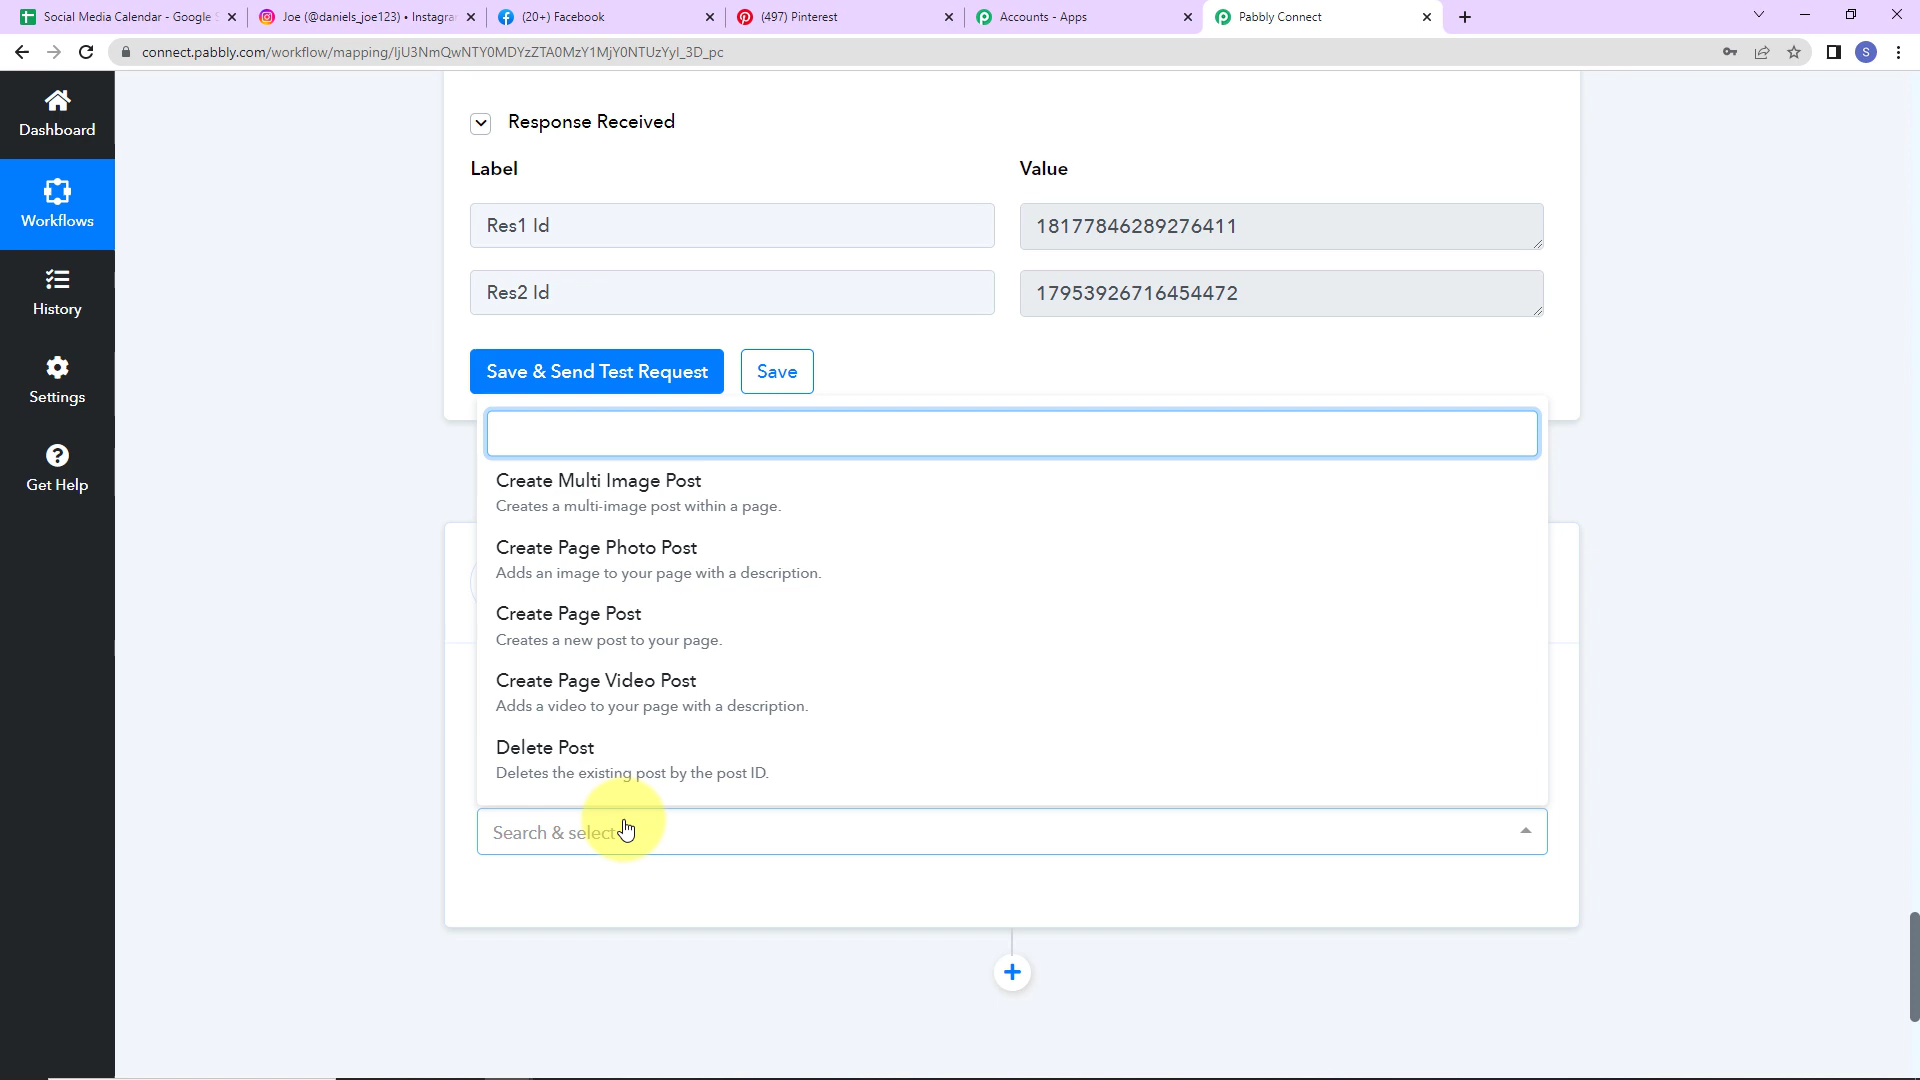 Social Media Calendar - Google S
Joe (@daniels_joe123) • Instagra
(20+) Facebook
(497) Pinterest
Accounts - Apps
Pabbly Connect
connect.pabbly.com/workflow/mapping/IjU3NmQwNTY0MDYzZTA0MzY1MjY0NTUzYyI_3D_pc
S
Dashboard
Workflows
History
Settings
Get Help
Response Received
Label
Value
Res1 Id
18177846289276411
Res2 Id
17953926716454472
Save & Send Test Request
Save
Create Multi Image Post
Creates a multi-image post within a page.
Create Page Photo Post
Adds an image to your page with a description.
Create Page Post
Creates a new post to your page.
Create Page Video Post
Adds a video to your page with a description.
Delete Post
Deletes the existing post by the post ID.
Search & select